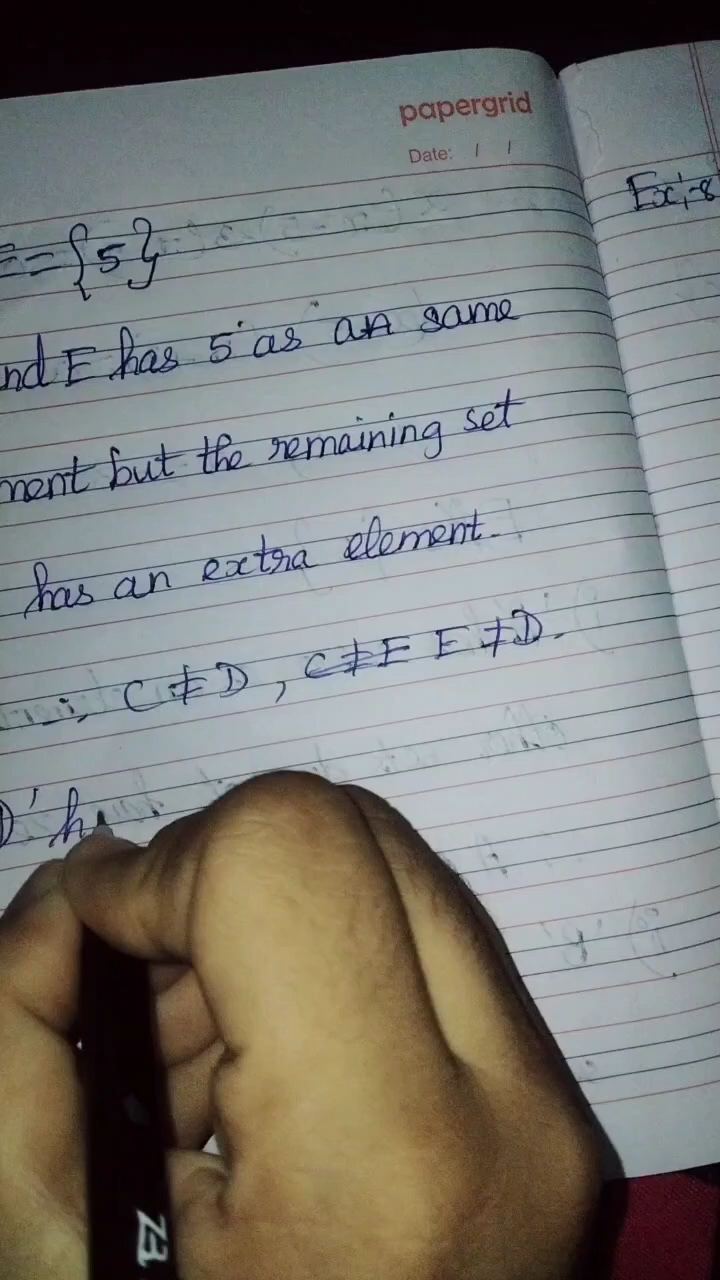 papergrid
Date: / /
Ex:-8
E = {5}
nd E has 5 as an same
ment but the remaining set
has an extra element.
C ≠ D, C ≠ E E ≠ D.
D' h